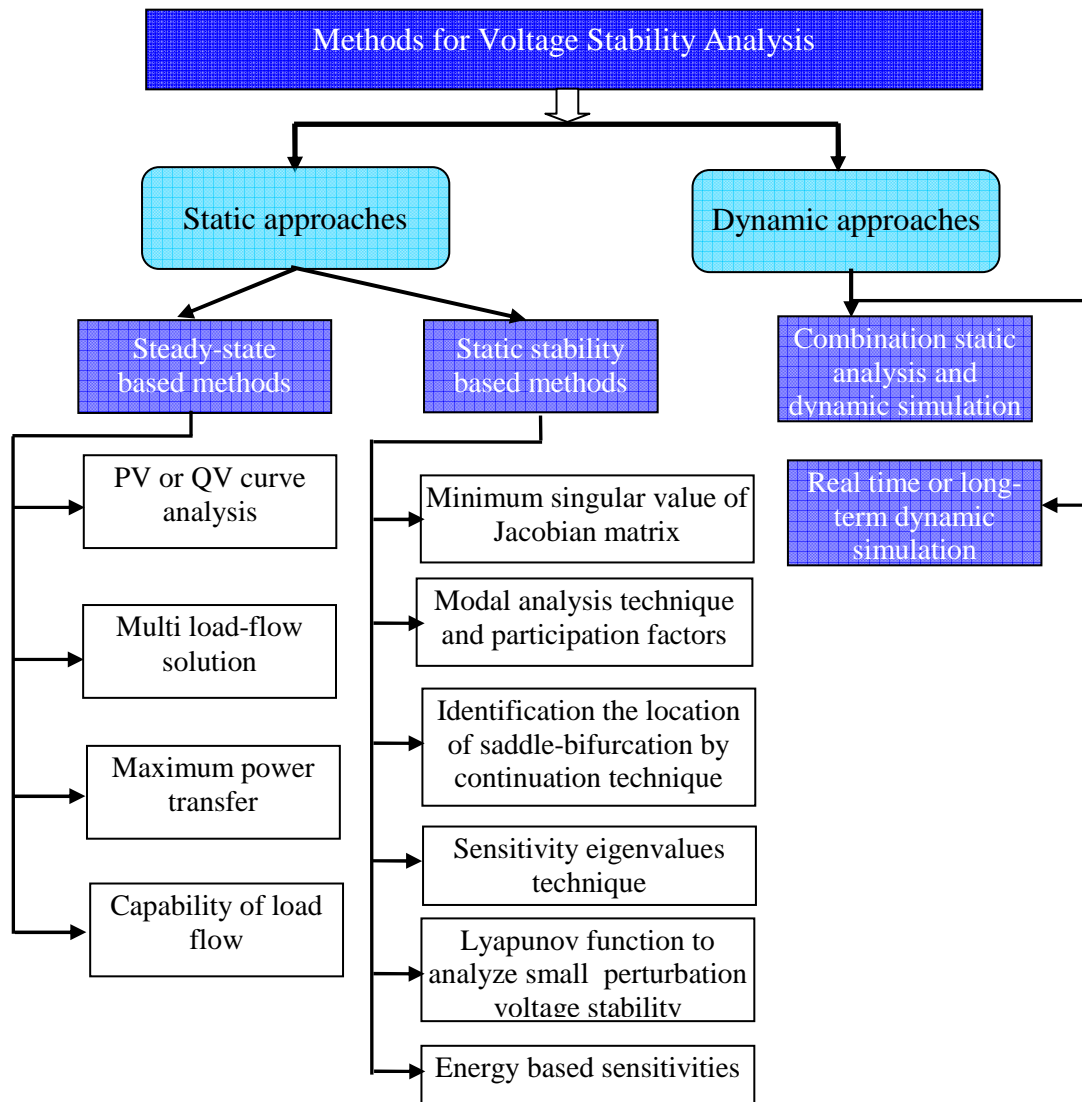 Methods for Voltage Stability Analysis
Static approaches
Dynamic approaches
Steady-state
based methods
Static stability
based methods
Combination static
analysis and
dynamic simulation
Real time or long-
term dynamic
simulation
PV or QV curve
analysis
Multi load-flow
solution
Maximum power
transfer
Capability of load
flow
Minimum singular value of
Jacobian matrix
Modal analysis technique
and participation factors
Identification the location
of saddle-bifurcation by
continuation technique
Sensitivity eigenvalues
technique
Lyapunov function to
analyze small perturbation
voltage stability
Energy based sensitivities